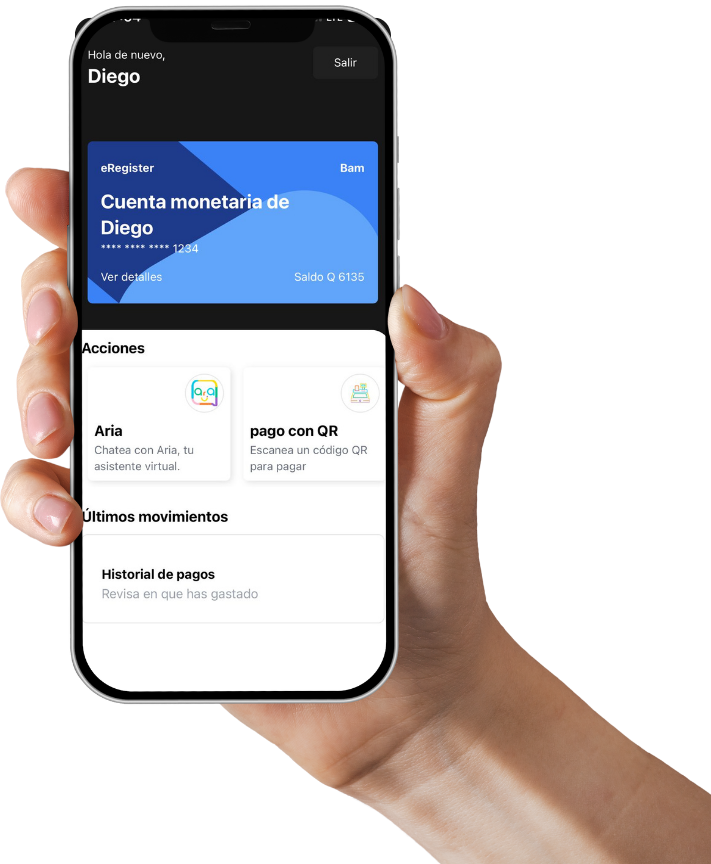 Hola de nuevo,
Diego
Salir
eRegister
Bam
Cuenta monetaria de
Diego
**** **** **** 1234
Ver detalles
Saldo Q 6135
Acciones
Aria
Chatea con Aria, tu
asistente virtual.
pago con QR
Escanea un código QR
para pagar
Últimos movimientos
Historial de pagos
Revisa en que has gastado